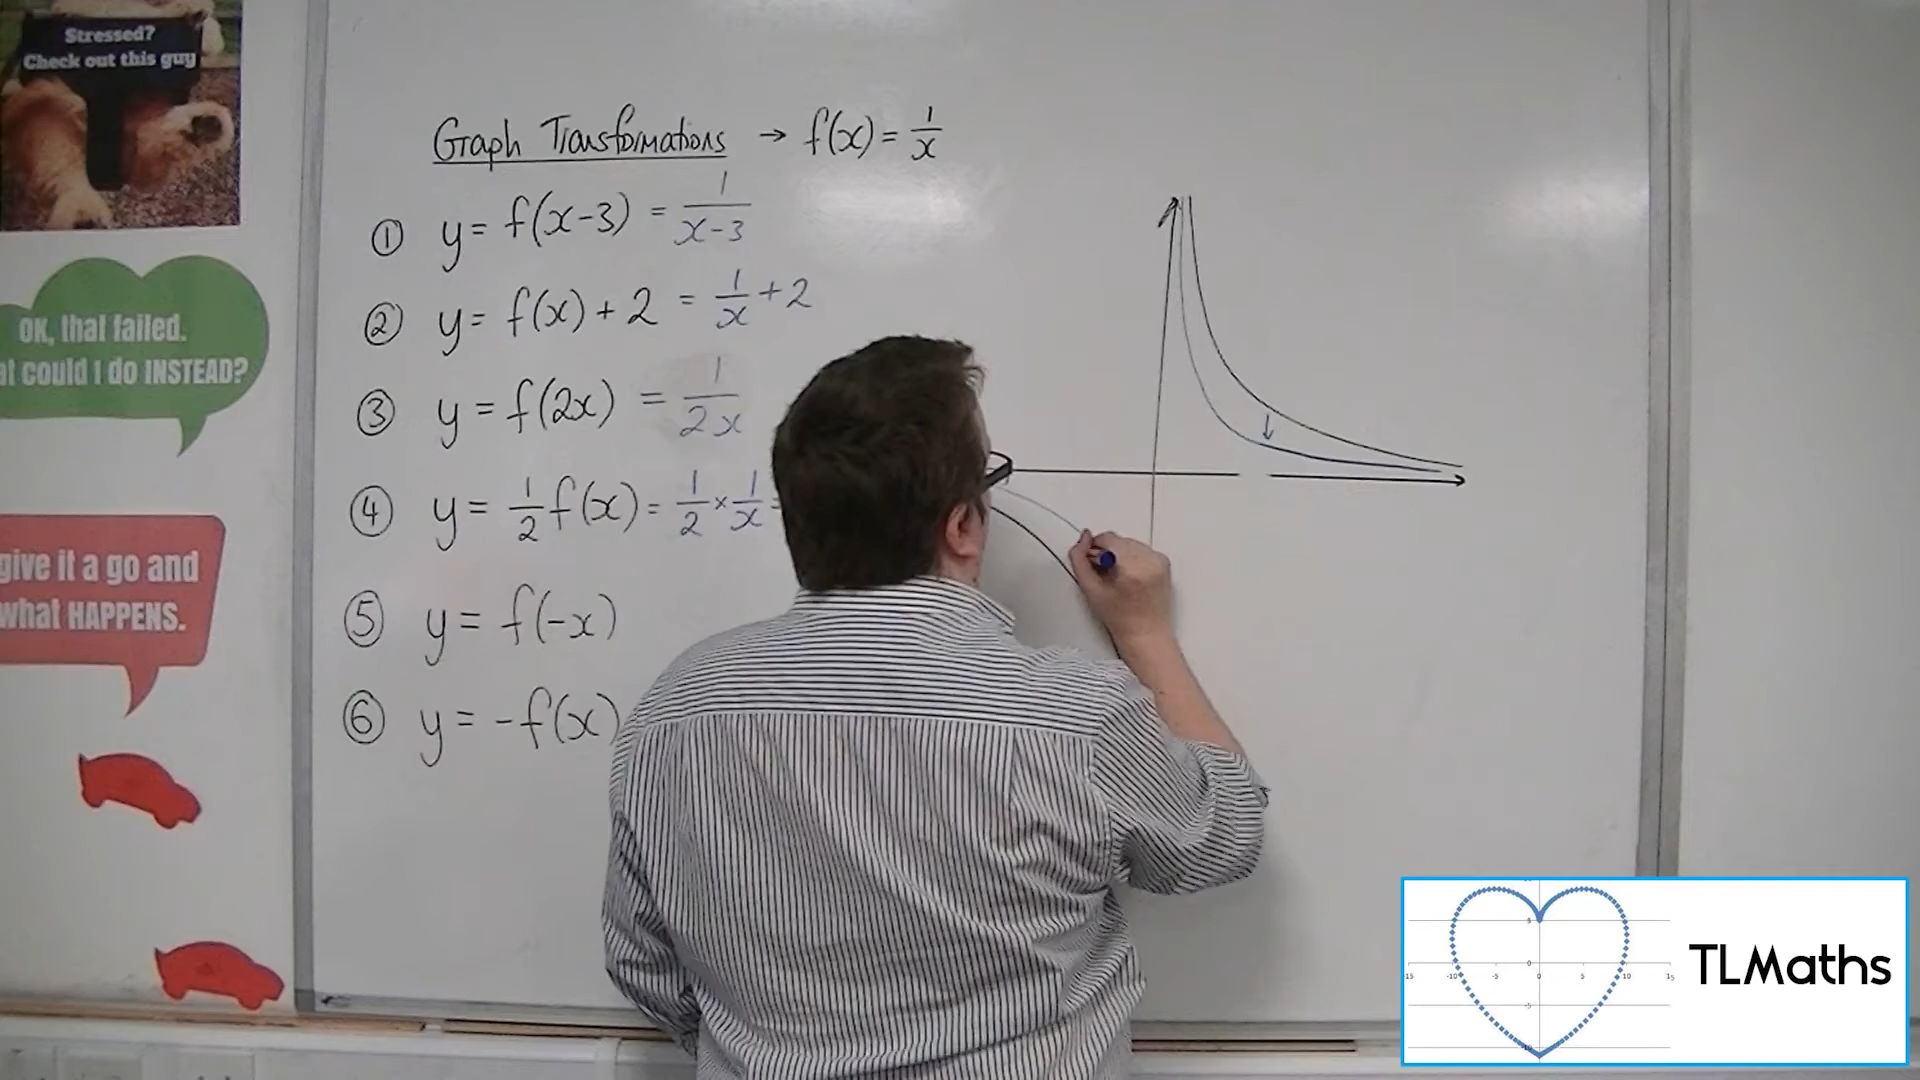 Stressed?
Check out this guy
OK, that failed.
could I do INSTEAD?
give it a go and
what HAPPENS.
Graph Transformations → f(x) = 1/x
① y = f(x-3) = 1/(x-3)
② y = f(x) + 2 = 1/x + 2
③ y = f(2x) = 1/(2x)
④ y = 1/2 f(x) = 1/2 × 1/x =
⑤ y = f(-x)
⑥ y = -f(x)
TLMaths